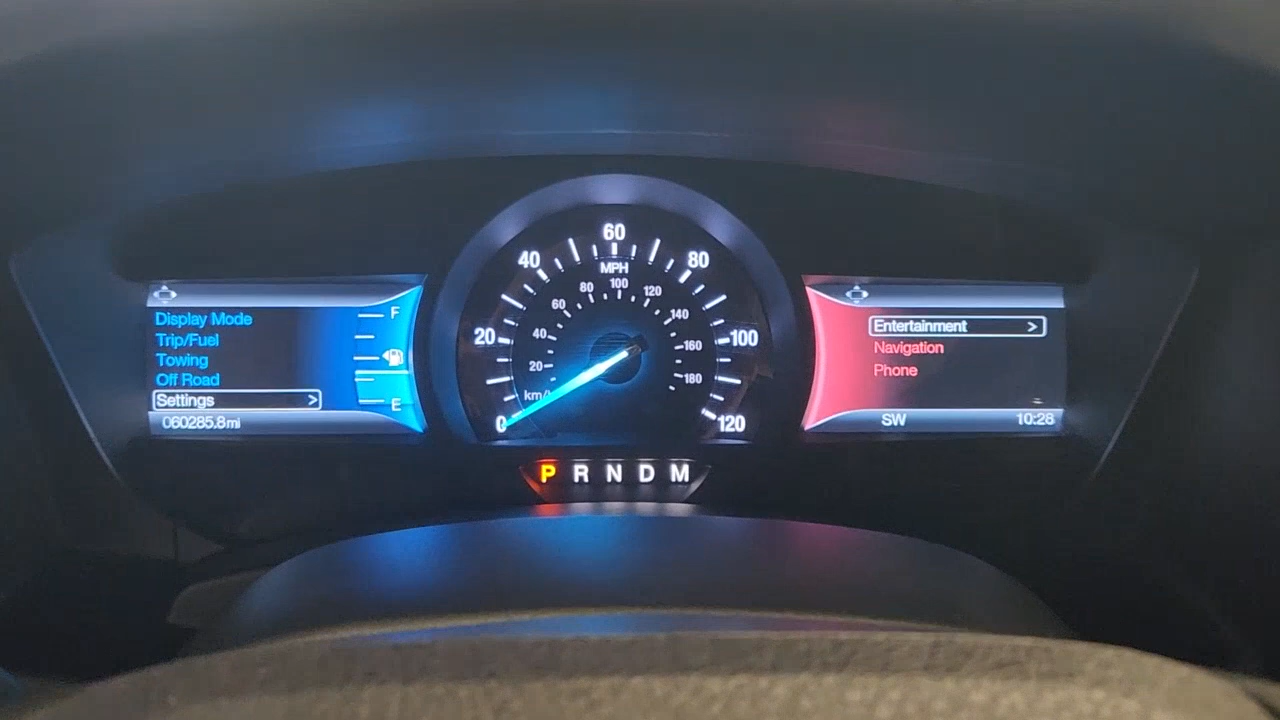 Display Mode
Trip/Fuel
Towing
Off Road
Settings >
060285.8mi
F
E
0
20
40
60
80
100
120
MPH
km/h
20
40
60
80
100
120
140
160
180
P R N D M
Entertainment >
Navigation
Phone
SW 10:28